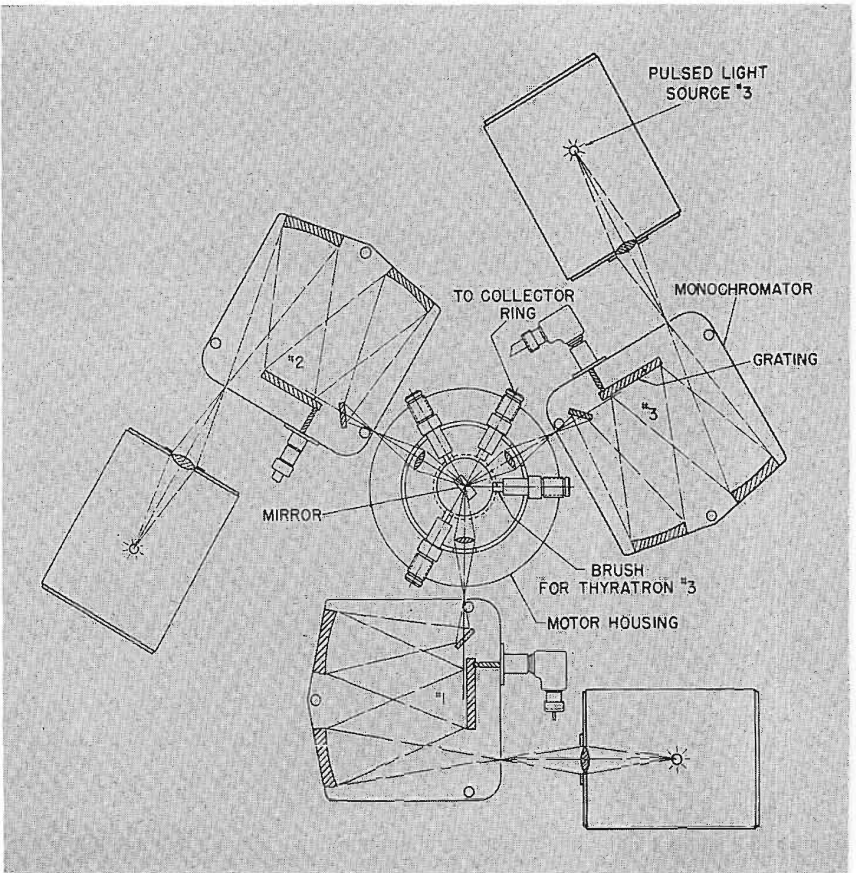 PULSED LIGHT
SOURCE #3
TO COLLECTOR
RING
MONOCHROMATOR
GRATING
#2
#3
MIRROR
BRUSH
FOR THYRATRON #3
MOTOR HOUSING
#1